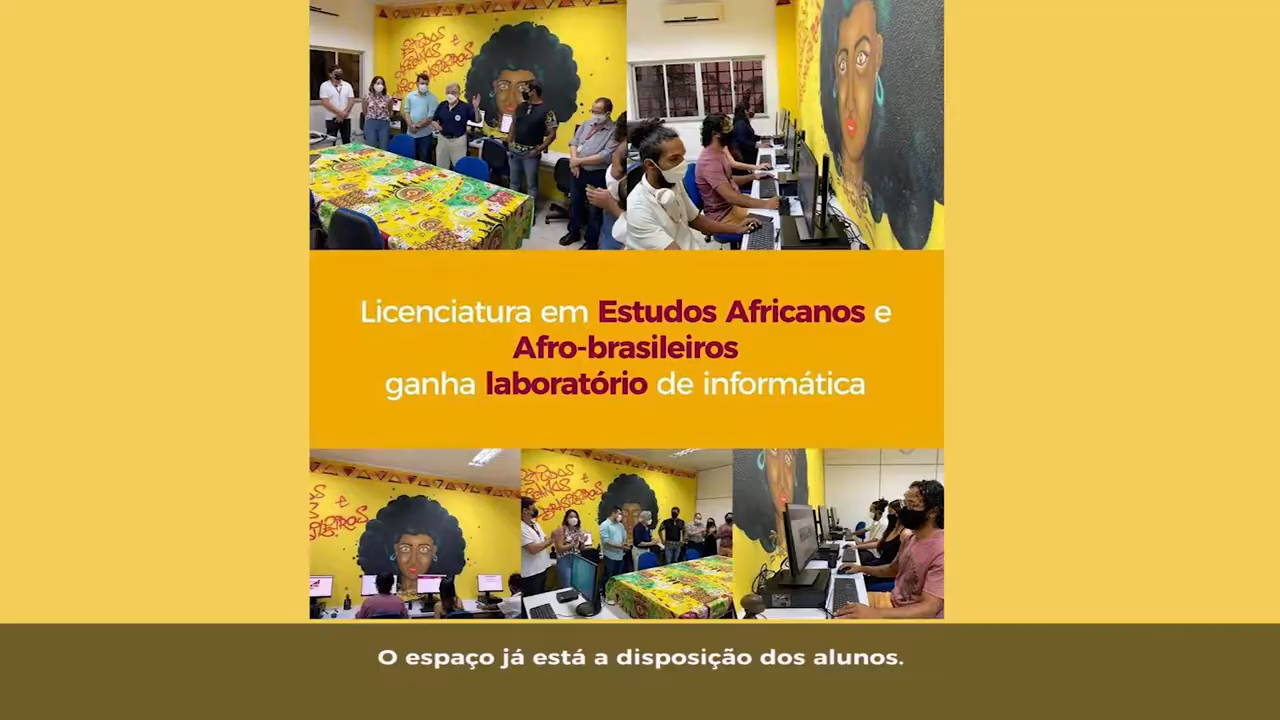 Licenciatura em Estudos Africanos e
Afro-brasileiros
ganha laboratório de informática
O espaço já está a disposição dos alunos.